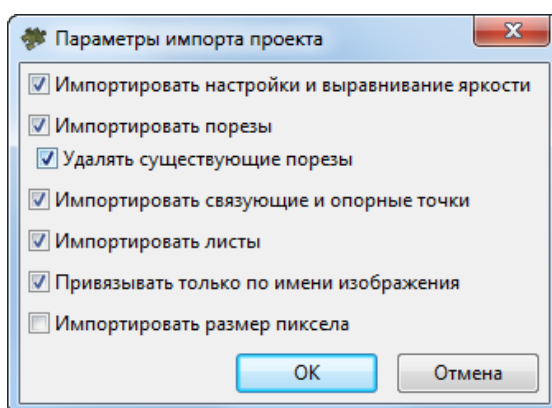 Параметры импорта проекта
Импортировать настройки и выравнивание яркости
Импортировать порезы
Удалять существующие порезы
Импортировать связующие и опорные точки
Импортировать листы
Привязывать только по имени изображения
Импортировать размер пиксела
ОК Отмена